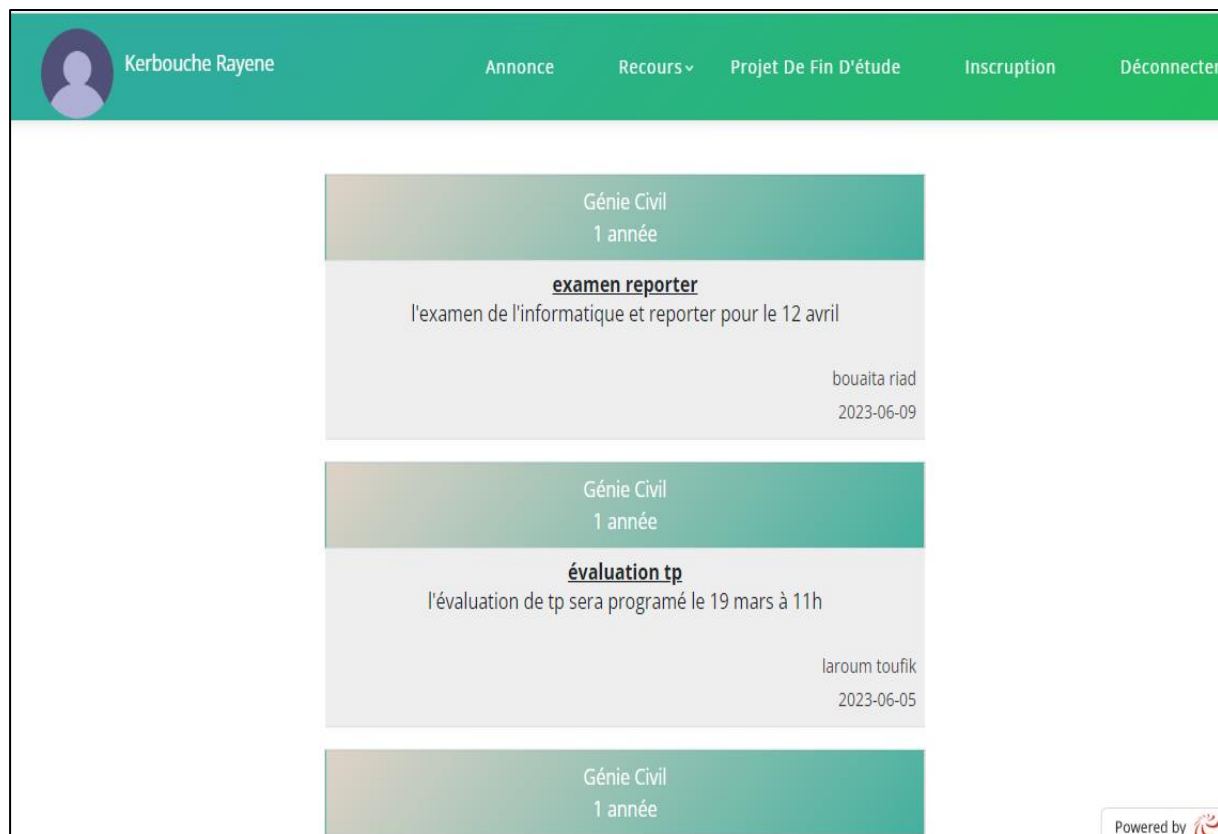 Kerbouche Rayene
Annonce
Recours
Projet De Fin D'étude
Inscruption
Déconnecter
Génie Civil
1 année
examen reporter
l'examen de l'informatique et reporter pour le 12 avril
bouaita riad
2023-06-09
Génie Civil
1 année
évaluation tp
l'évaluation de tp sera programé le 19 mars à 11h
laroum toufik
2023-06-05
Génie Civil
1 année
Powered by